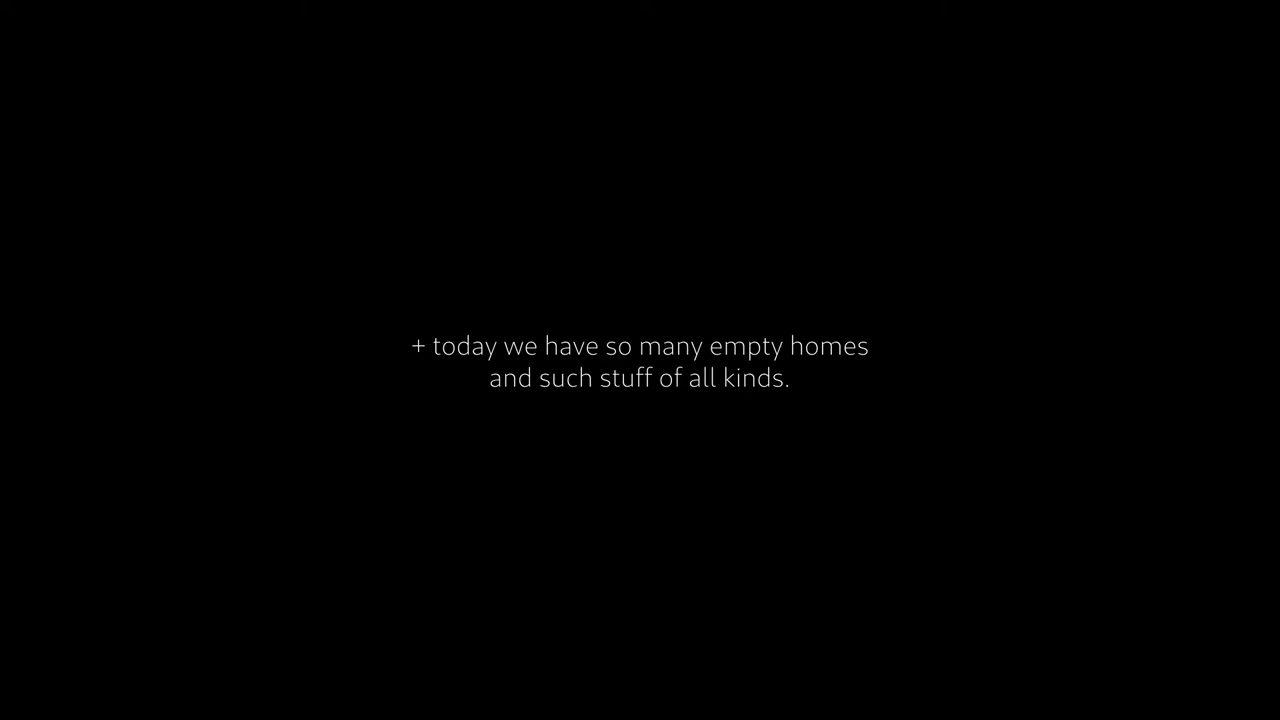 + today we have so many empty homes
and such stuff of all kinds.